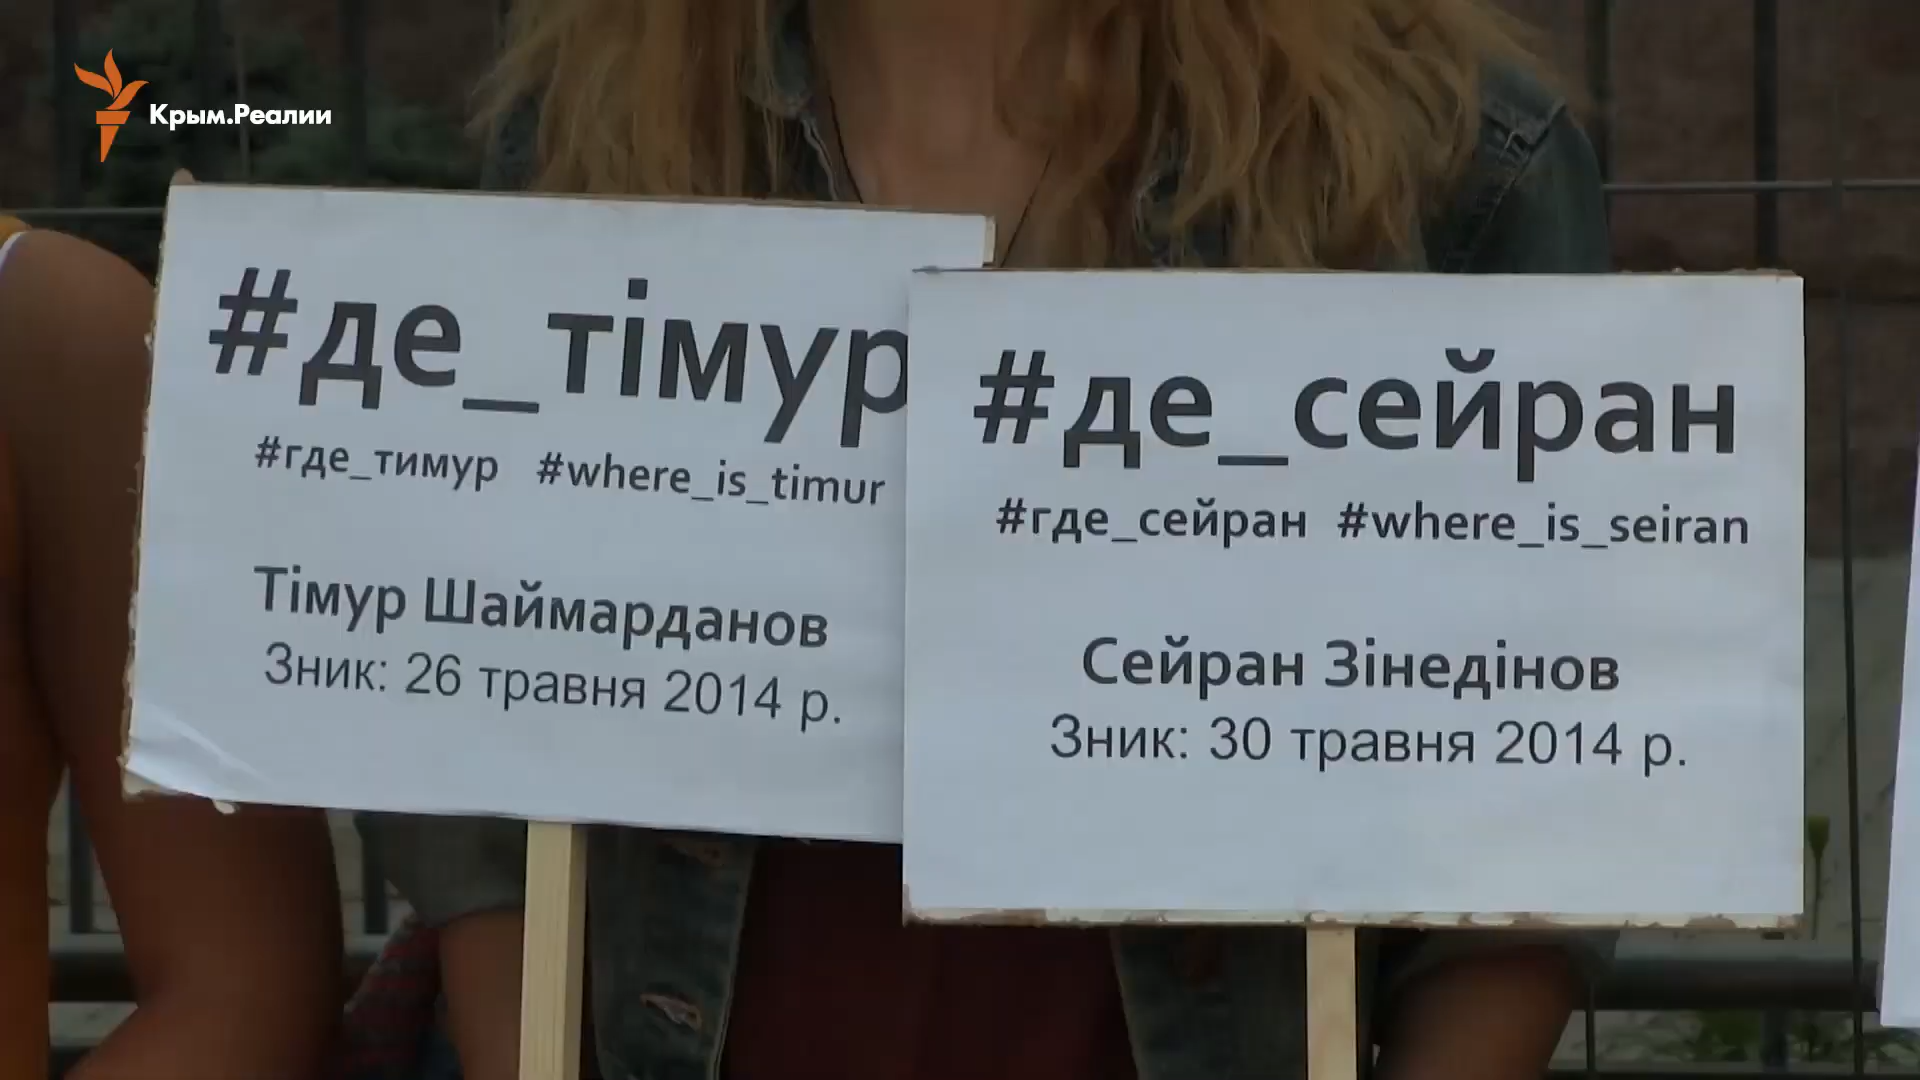 Крым.Реалии
#де_тімур
#где_тимур #where_is_timur
Тімур Шаймарданов
Зник: 26 травня 2014 р.
#де_сейран
#где_сейран #where_is_seiran
Сейран Зінедінов
Зник: 30 травня 2014 р.